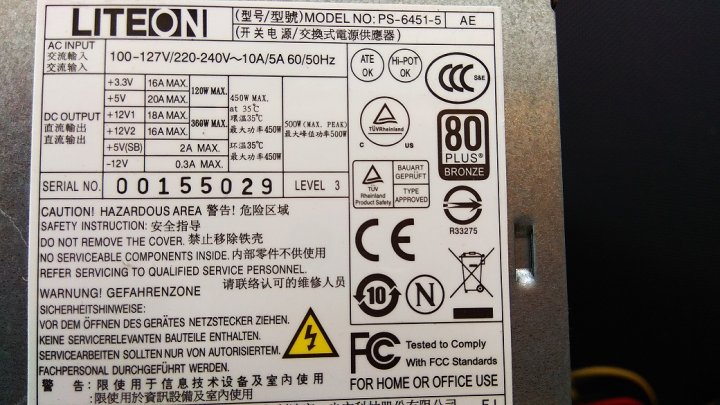 LITEON (型号/型號) MODEL NO: PS-6451-5 AE
(开关电源/交換式電源供應器)
AC INPUT
交流输入
交流輸入
100-127V/220-240V~10A/5A 60/50Hz
ATE OK
Hi-POT OK
CCC S&E
DC OUTPUT
直流輸出
直流输出
+3.3V 16A MAX. 120W MAX.
+5V 20A MAX.
+12V1 18A MAX. 360W MAX.
+12V2 16A MAX.
+5V(SB) 2A MAX.
-12V 0.3A MAX.
450W MAX.
at 35℃
環溫35℃
最大功率450W
环温35℃
最大功率450W
500W(MAX. PEAK)
最大峰值功率500W
TÜVRheinland
C US
80
PLUS®
BRONZE
SERIAL NO. 00155029 LEVEL 3
TÜV
Rheinland
Product Safety
BAUART
GEPRÜFT
TYPE
APPROVED
R33275
CAUTION! HAZARDOUS AREA 警告! 危险区域
SAFETY INSTRUCTION: 安全指导
DO NOT REMOVE THE COVER. 禁止移除铁壳
NO SERVICEABLE COMPONENTS INSIDE. 内部零件不供使用
REFER SERVICING TO QUALIFIED SERVICE PERSONNEL.
请联络认可的维修人员
CE
10
N
WARNUNG! GEFAHRENZONE
SICHERHEITSHINWEISE:
VOR DEM ÖFFNEN DES GERÄTES NETZSTECKER ZIEHEN.
KEINE SERVICERELEVANTEN BAUTEILE ENTHALTEN.
SERVICEARBEITEN SOLLTEN NUR VON AUTORISIERTEM.
FACHPERSONAL DURCHGEFÜHRT WERDEN.
FC Tested to Comply
With FCC Standards
FOR HOME OR OFFICE USE
警 告: 限使用于信息技术设备及室内使用
限使用於資訊設備及室內使用